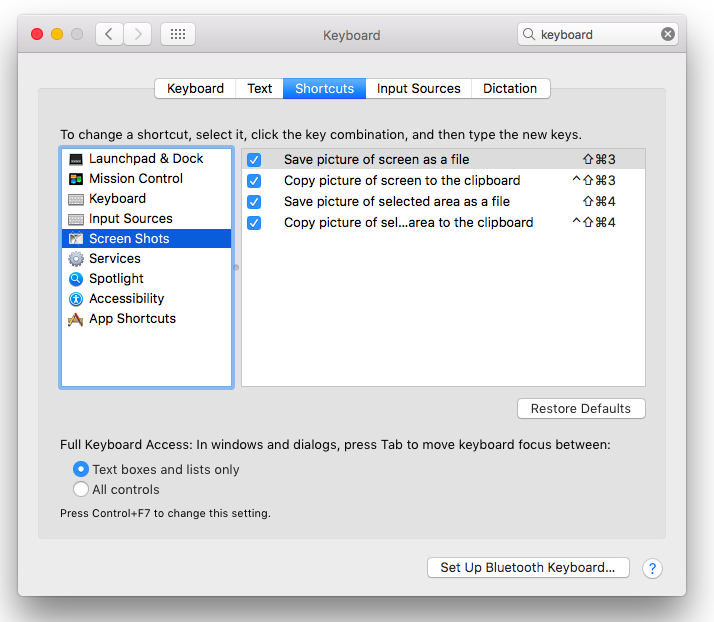 Keyboard
keyboard
Keyboard Text Shortcuts Input Sources Dictation
To change a shortcut, select it, click the key combination, and then type the new keys.
Launchpad & Dock
Mission Control
Keyboard
Input Sources
Screen Shots
Services
Spotlight
Accessibility
App Shortcuts
Save picture of screen as a file ⇧⌘3
Copy picture of screen to the clipboard ^⇧⌘3
Save picture of selected area as a file ⇧⌘4
Copy picture of sel...area to the clipboard ^⇧⌘4
Restore Defaults
Full Keyboard Access: In windows and dialogs, press Tab to move keyboard focus between:
Text boxes and lists only
All controls
Press Control+F7 to change this setting.
Set Up Bluetooth Keyboard... ?